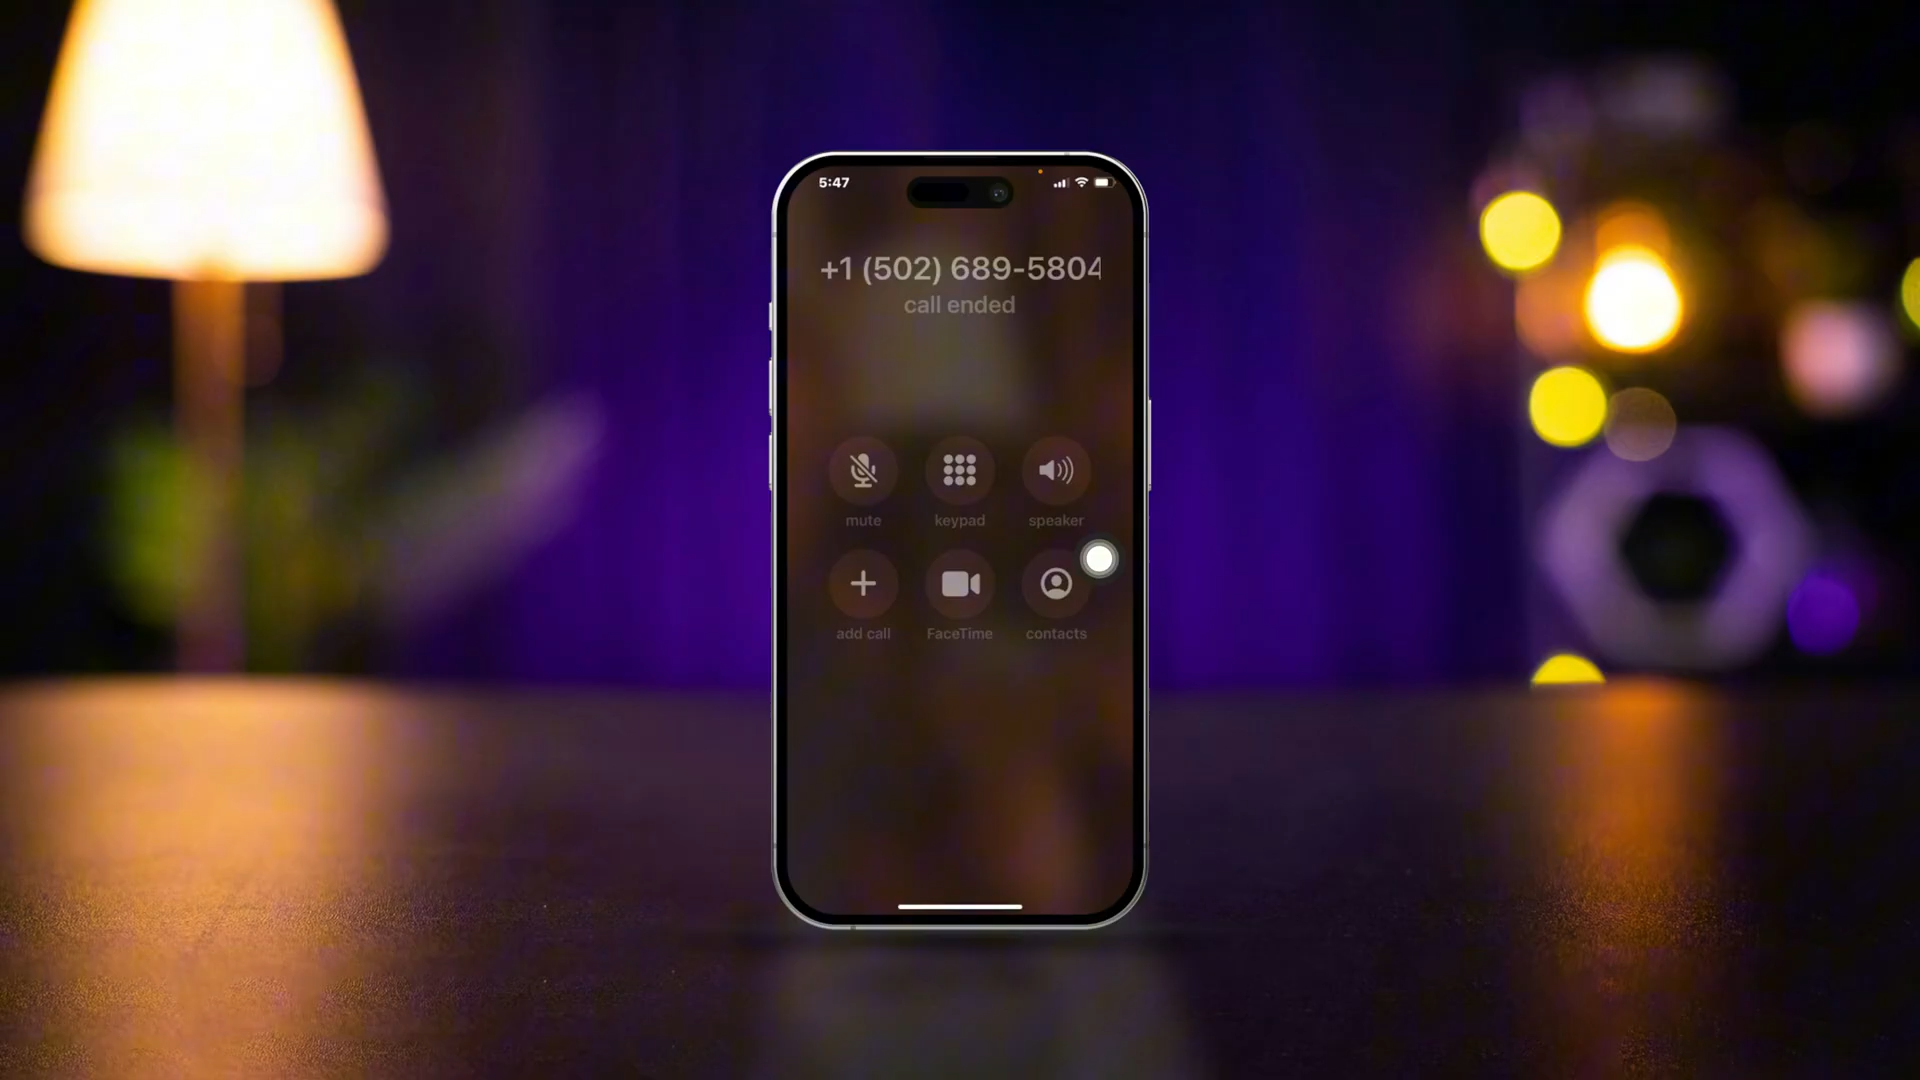 5:47
+1 (502) 689-5804
call ended
mute keypad speaker
add call FaceTime contacts